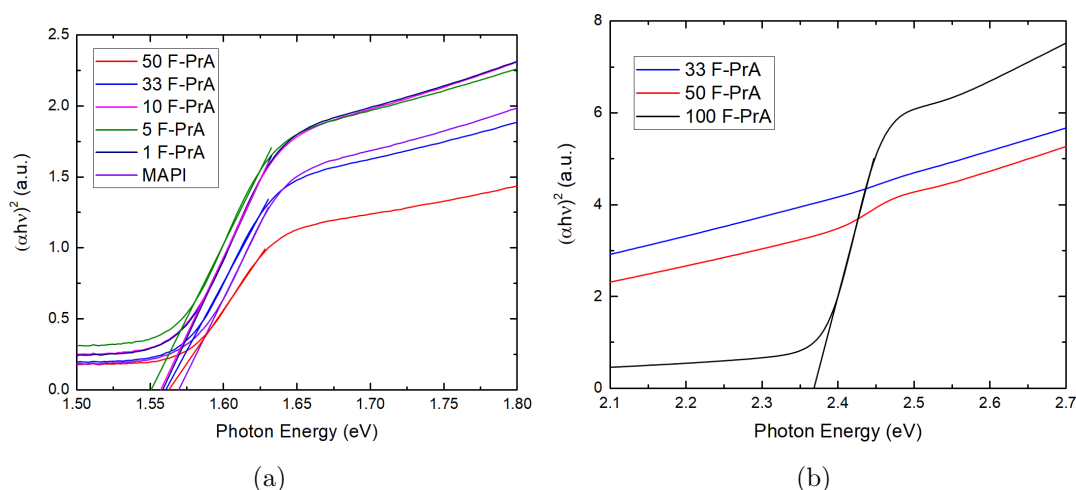 2.5
2.0
1.5
1.0
0.5
0.0
(αhν)² (a.u.)
50 F-PrA
33 F-PrA
10 F-PrA
5 F-PrA
1 F-PrA
MAPI
1.50 1.55 1.60 1.65 1.70 1.75 1.80
Photon Energy (eV)
(a)
8
6
4
2
0
(αhν)² (a.u.)
33 F-PrA
50 F-PrA
100 F-PrA
2.1 2.2 2.3 2.4 2.5 2.6 2.7
Photon Energy (eV)
(b)